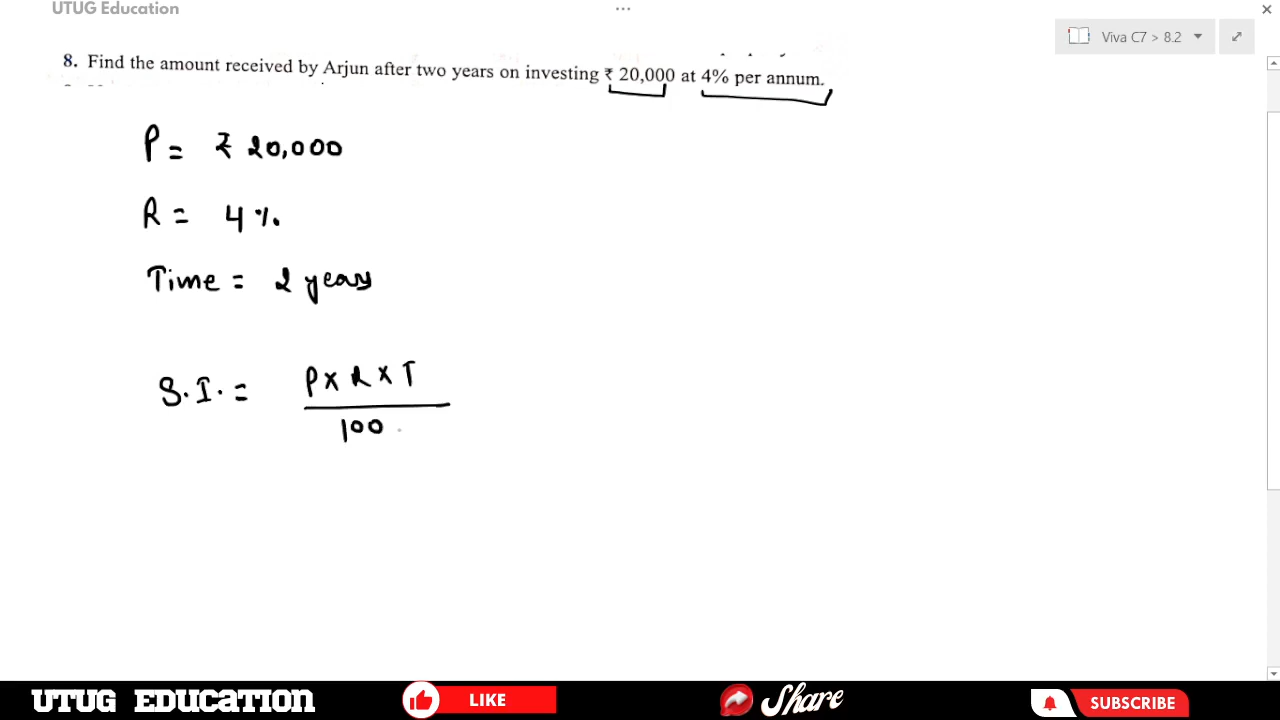 UTUG Education
...
Viva C7 > 8.2
8. Find the amount received by Arjun after two years on investing ₹ 20,000 at 4% per annum.
P = ₹ 20,000
R = 4 %
Time = 2 years
S.I. = P × R × T
100
UTUG EDUCATION
LIKE
Share
SUBSCRIBE